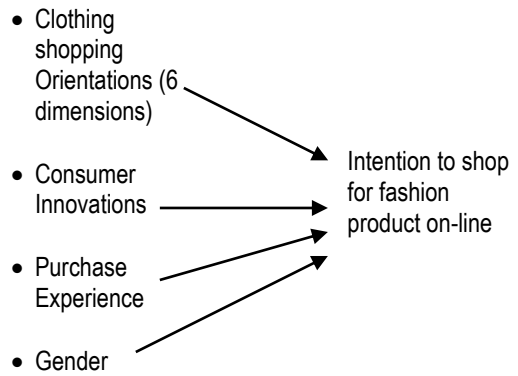 • Clothing
shopping
Orientations (6
dimensions)
Intention to shop
for fashion
product on-line
• Consumer
Innovations
• Purchase
Experience
• Gender